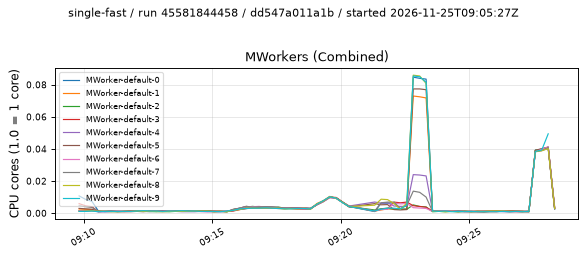 single-fast / run 45581844458 / dd547a011a1b / started 2026-11-25T09:05:27Z
MWorkers (Combined)
CPU cores (1.0 = 1 core)
0.08
0.06
0.04
0.02
0.00
MWorker-default-0
MWorker-default-1
MWorker-default-2
MWorker-default-3
MWorker-default-4
MWorker-default-5
MWorker-default-6
MWorker-default-7
MWorker-default-8
MWorker-default-9
09:10
09:15
09:20
09:25